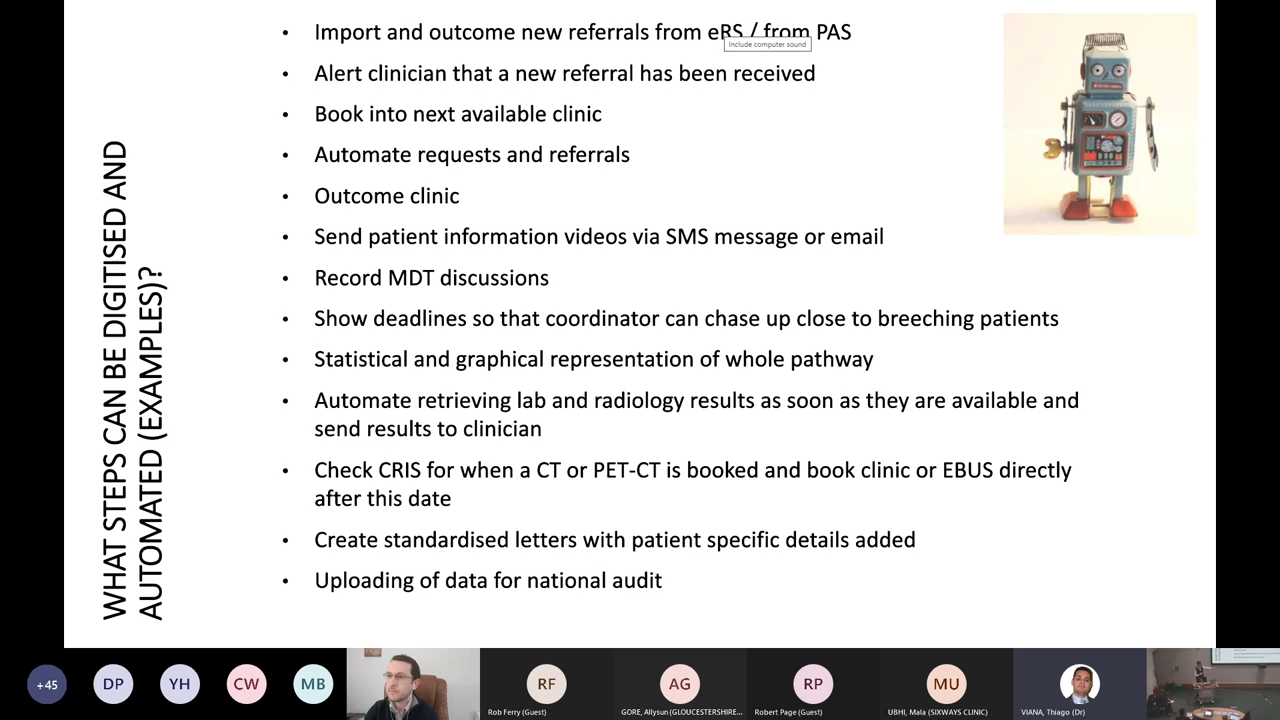 WHAT STEPS CAN BE DIGITISED AND
AUTOMATED (EXAMPLES)?
• Import and outcome new referrals from eRS / from PAS
Include computer sound
• Alert clinician that a new referral has been received
• Book into next available clinic
• Automate requests and referrals
• Outcome clinic
• Send patient information videos via SMS message or email
• Record MDT discussions
• Show deadlines so that coordinator can chase up close to breeching patients
• Statistical and graphical representation of whole pathway
• Automate retrieving lab and radiology results as soon as they are available and
send results to clinician
• Check CRIS for when a CT or PET-CT is booked and book clinic or EBUS directly
after this date
• Create standardised letters with patient specific details added
• Uploading of data for national audit
+45
DP
YH
CW
MB
RF
Rob Ferry (Guest)
AG
GORE, Allysun (GLOUCESTERSHIRE...
RP
Robert Page (Guest)
MU
UBHI, Mala (SIXWAYS CLINIC)
VIANA, Thiago (Dr)